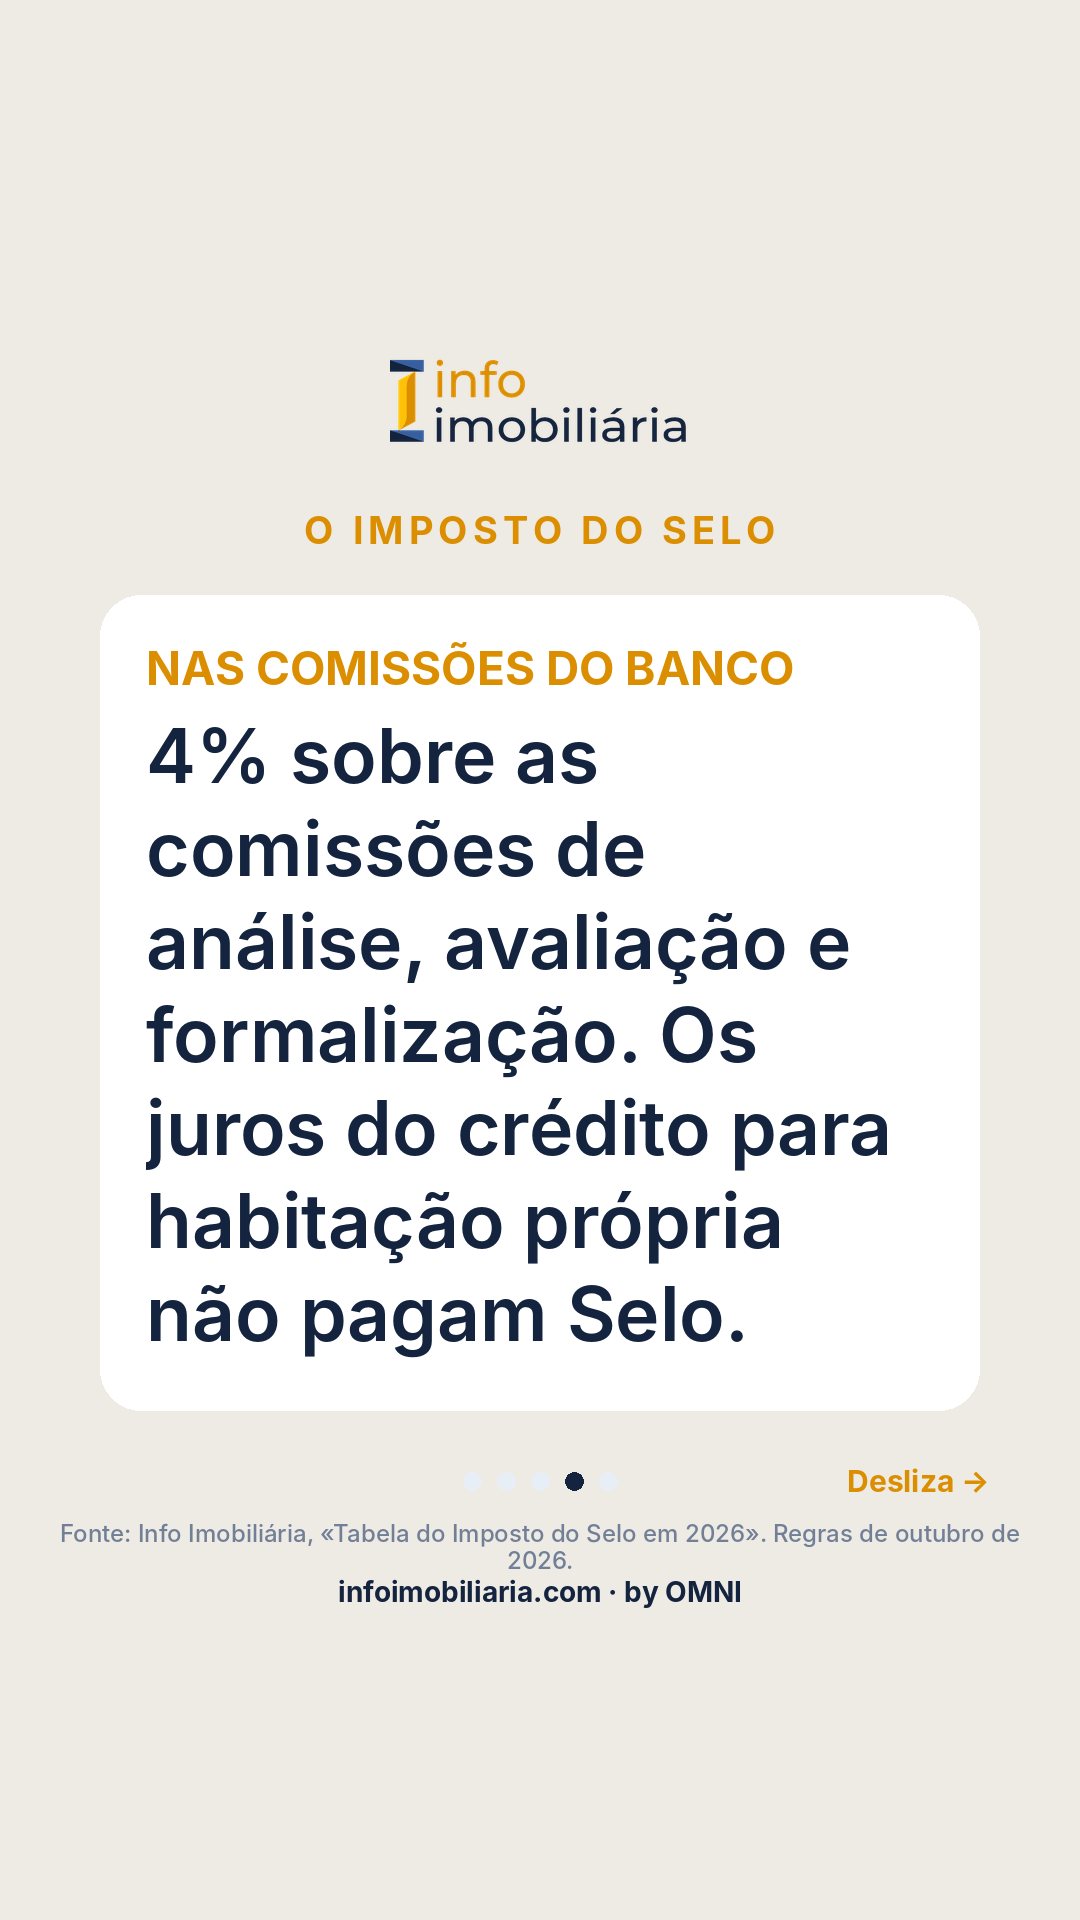 info
imobiliária
O IMPOSTO DO SELO
NAS COMISSÕES DO BANCO
4% sobre as
comissões de
análise, avaliação e
formalização. Os
juros do crédito para
habitação própria
não pagam Selo.
Desliza →
Fonte: Info Imobiliária, «Tabela do Imposto do Selo em 2026». Regras de outubro de
2026.
infoimobiliaria.com · by OMNI